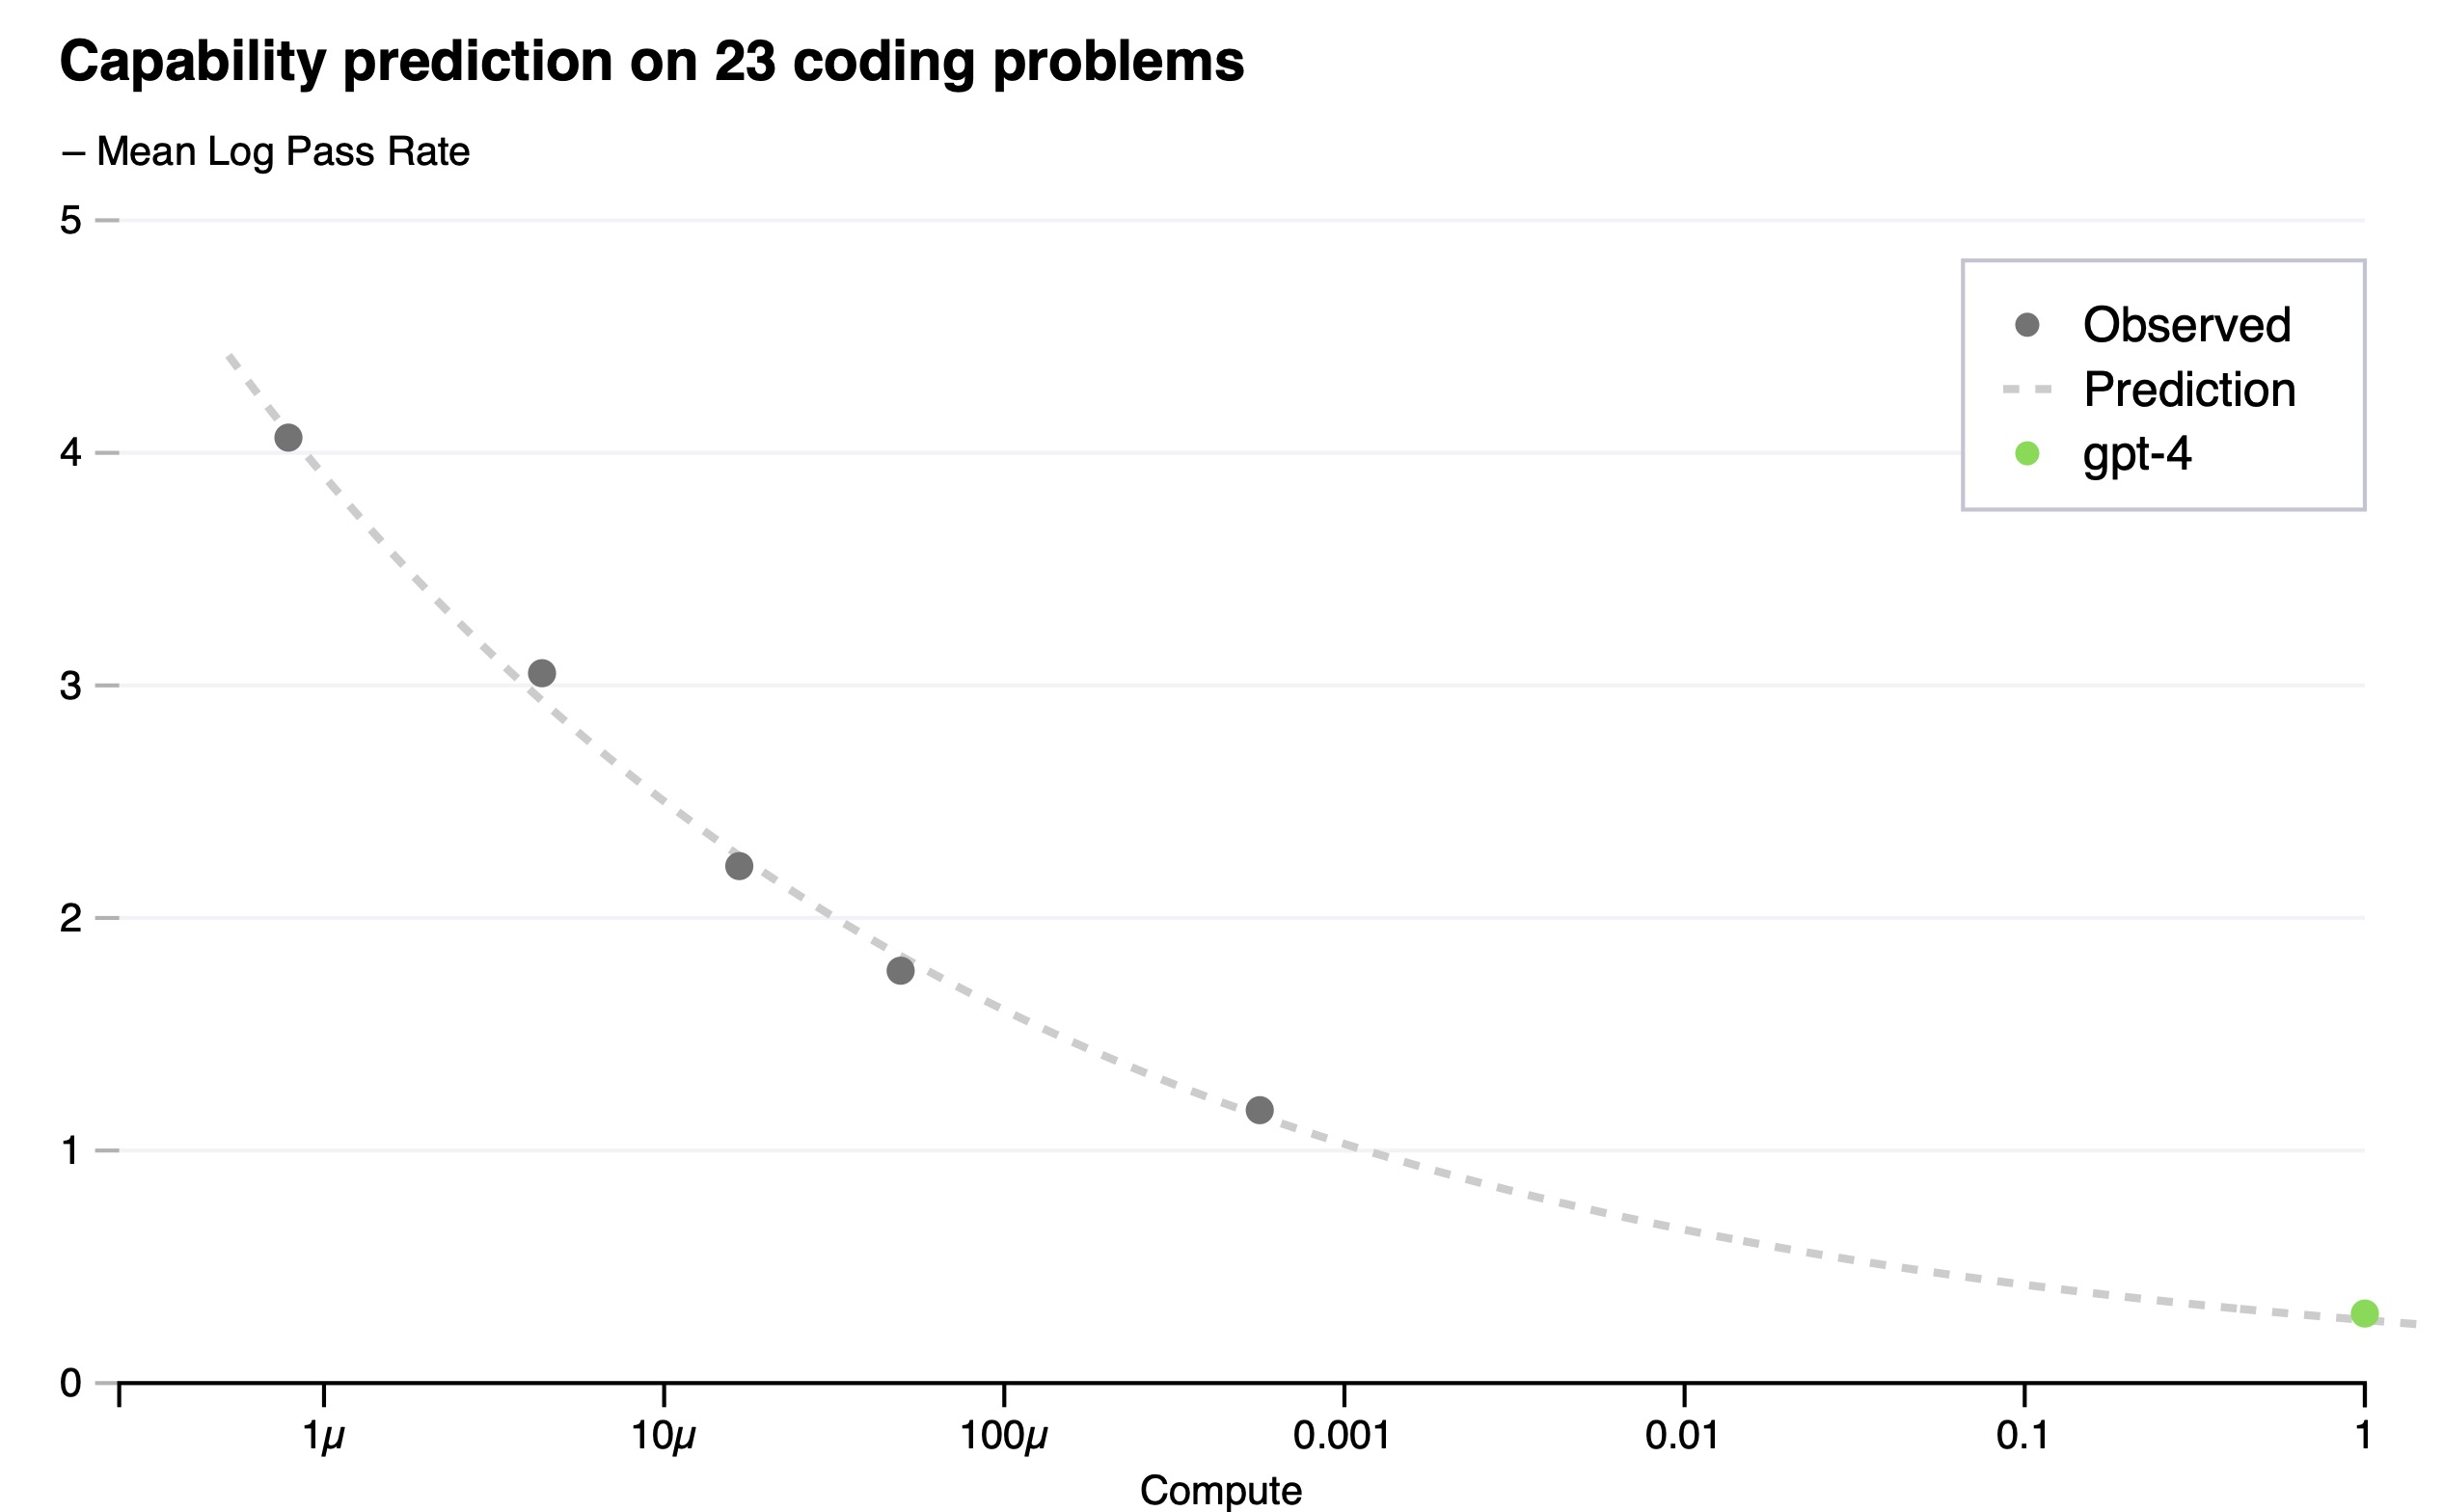 Capability prediction on 23 coding problems
– Mean Log Pass Rate
5
Observed
Prediction
4
gpt-4
3
2
1
0
1µ 10µ 100µ 0.001 0.01 0.1 1
Compute